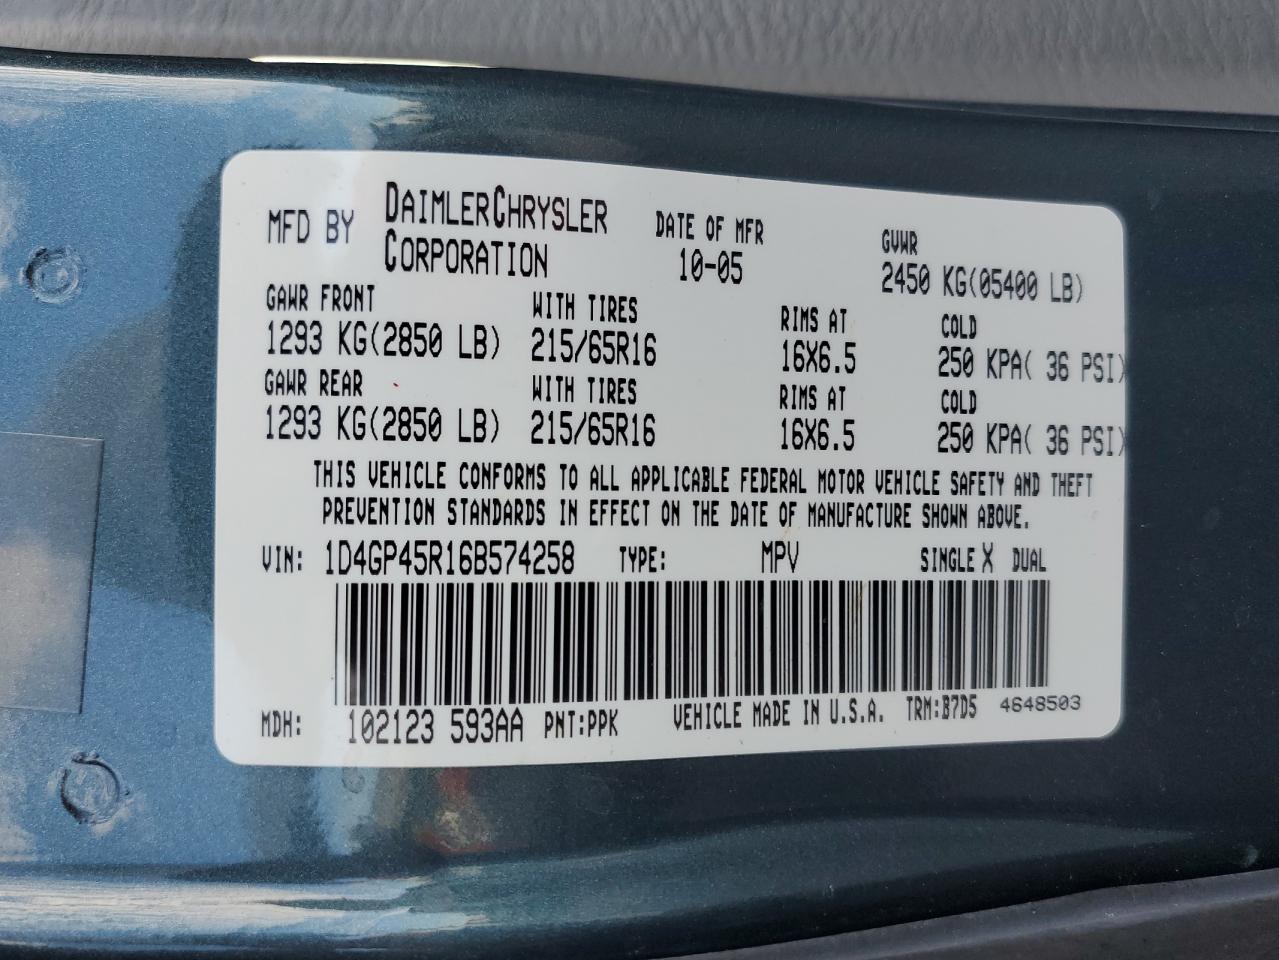 MFD BY DAIMLERCHRYSLER CORPORATION DATE OF MFR 10-05 GVWR 2450 KG(05400 LB)
GAWR FRONT WITH TIRES RIMS AT COLD
1293 KG(2850 LB) 215/65R16 16X6.5 250 KPA( 36 PSI)
GAWR REAR WITH TIRES RIMS AT COLD
1293 KG(2850 LB) 215/65R16 16X6.5 250 KPA( 36 PSI)
THIS VEHICLE CONFORMS TO ALL APPLICABLE FEDERAL MOTOR VEHICLE SAFETY AND THEFT
PREVENTION STANDARDS IN EFFECT ON THE DATE OF MANUFACTURE SHOWN ABOVE.
VIN: 1D4GP45R16B574258 TYPE: MPV SINGLE X DUAL
MDH: 102123 593AA PNT:PPK VEHICLE MADE IN U.S.A. TRM:B7D5 4648503